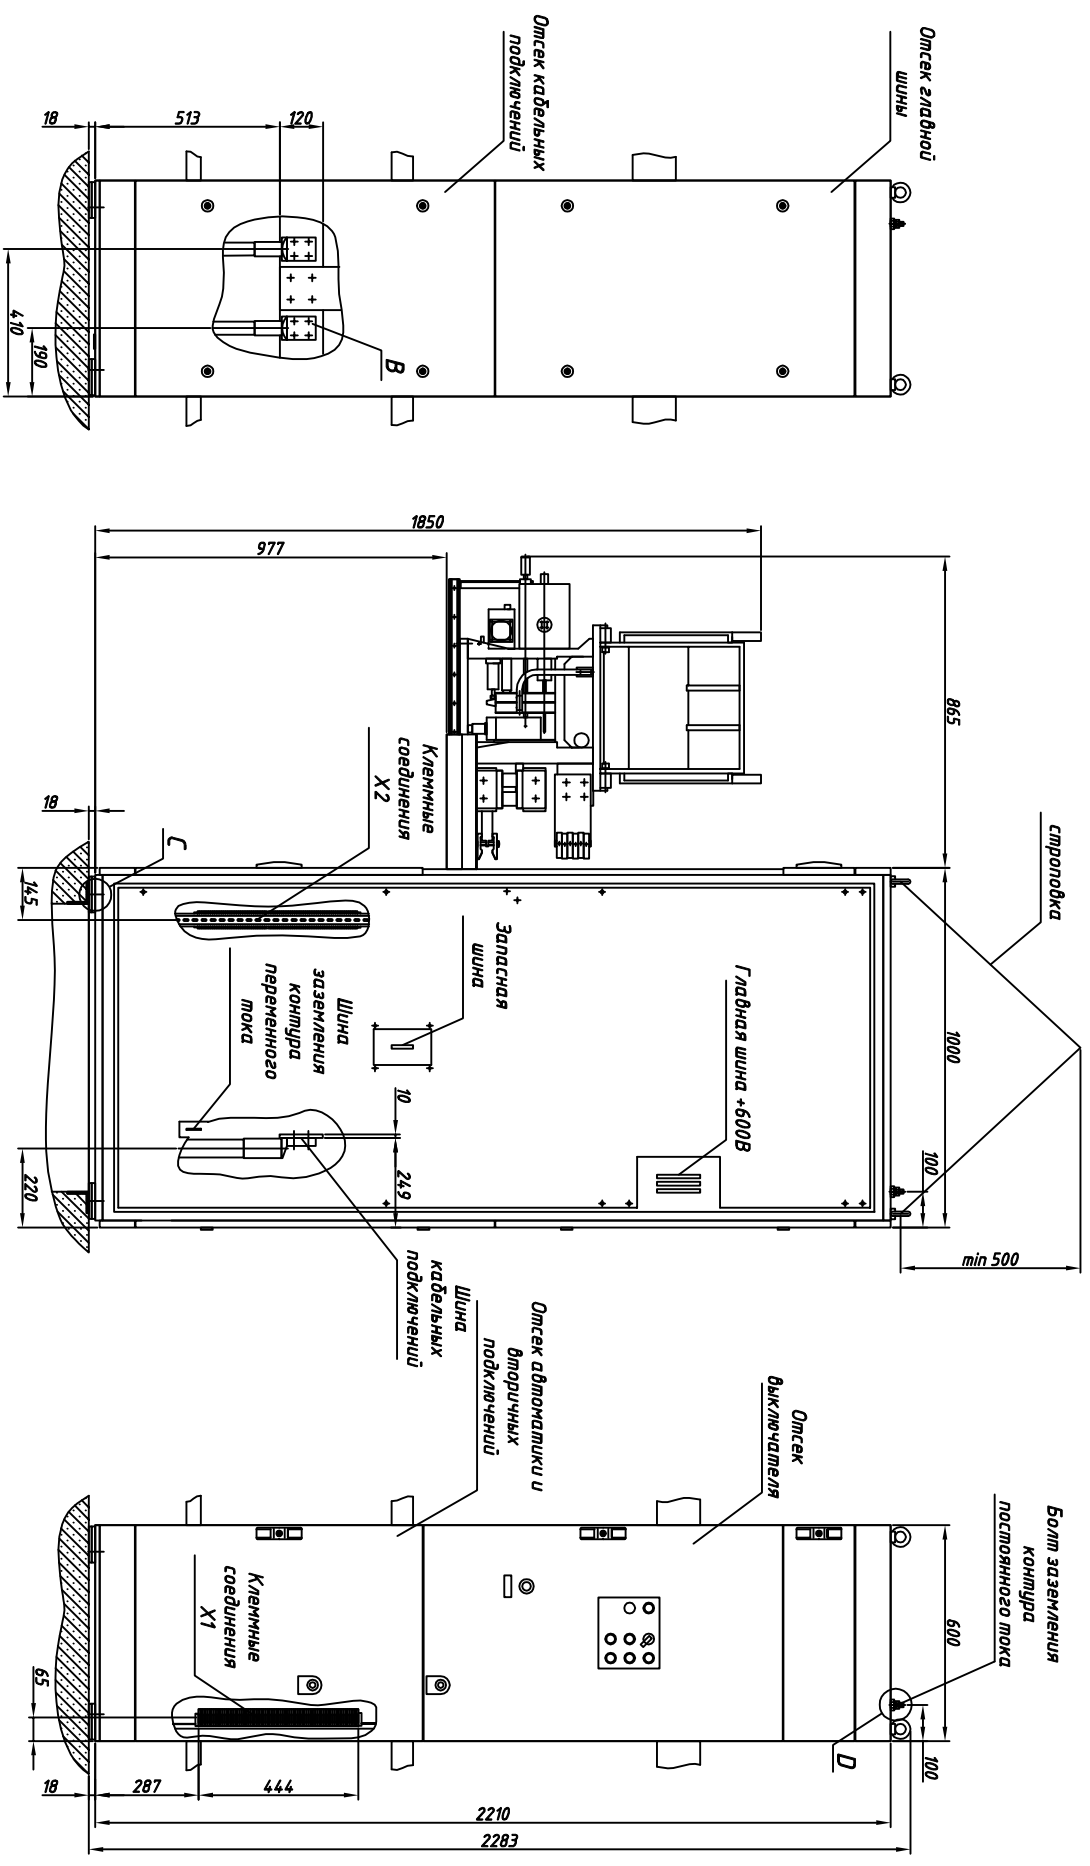 Отсек главной
шины
Отсек кабельных
подключений
18
513
120
410
190
B
1850
977
865
1000
18
145
C
Клеммные
соединения
X2
строповка
Запасная
шина
Главная шина +600В
Шина
заземления
контура
переменного
тока
10
249
220
100
min 500
Шина
кабельных
подключений
Отсек автоматики и
вторичных
подключений
Отсек
выключателя
Болт заземления
контура
постоянного тока
Клеммные
соединения
X1
600
100
D
65
18
287
444
2210
2283